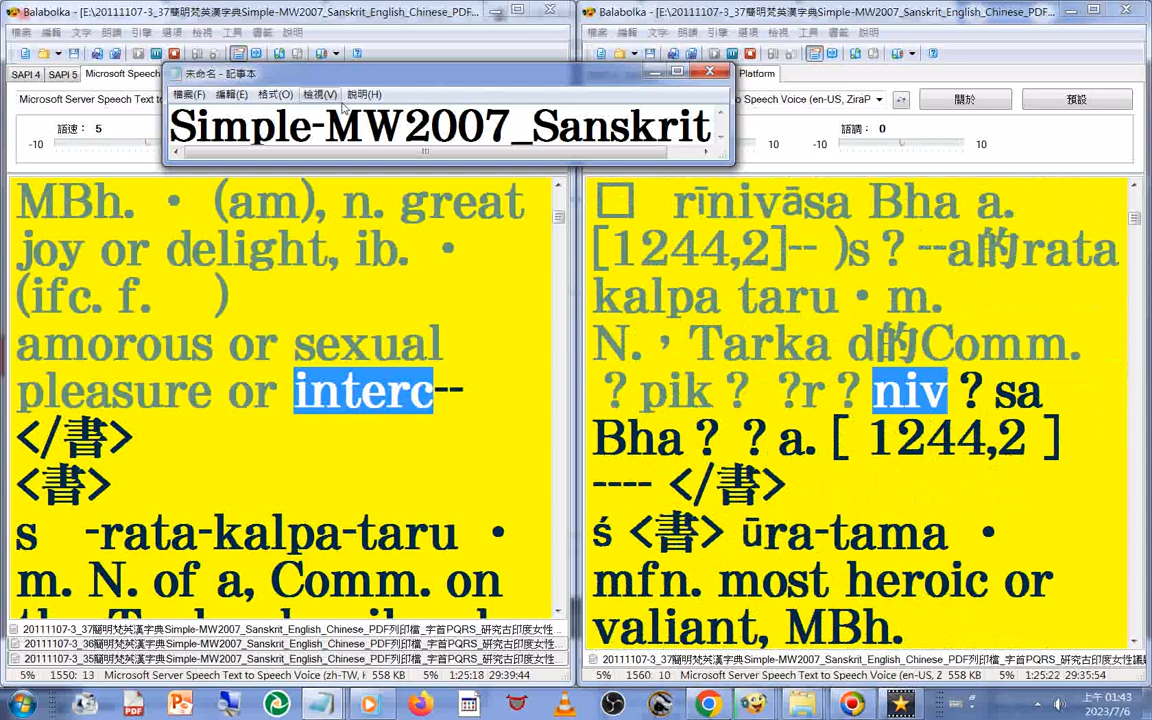 Balabolka - [E:\20111107-3_37簡明梵英漢字典Simple-MW2007_Sanskrit_English_Chinese_PDF...
檔案 編輯 文字 朗讀 引擎 選項 檢視 工具 書籤 說明
SAPI 4 SAPI 5 Microsoft Speech
Microsoft Server Speech Text to
語速： 5
-10
未命名 - 記事本
檔案(F) 編輯(E) 格式(O) 檢視(V) 說明(H)
Simple-MW2007_Sanskrit
MBh. • (am), n. great
joy or delight, ib. •
(ifc. f. )
amorous or sexual
pleasure or interc--
</書>
<書>
s -rata-kalpa-taru •
m. N. of a, Comm. on
20111107-3_37簡明梵英漢字典Simple-MW2007_Sanskrit_English_Chinese_PDF列印檔_字首PQRS_研究古印度女性...
20111107-3_36簡明梵英漢字典Simple-MW2007_Sanskrit_English_Chinese_PDF列印檔_字首PQRS_研究古印度女性...
20111107-3_35簡明梵英漢字典Simple-MW2007_Sanskrit_English_Chinese_PDF列印檔_字首PQRS_研究古印度女性...
5% 1550: 13 Microsoft Server Speech Text to Speech Voice (zh-TW, H 558 KB 5% 1:25:18 29:39:44
Balabolka - [E:\20111107-3_37簡明梵英漢字典Simple-MW2007_Sanskrit_English_Chinese_PDF...
檔案 編輯 文字 朗讀 引擎 選項 檢視 工具 書籤 說明
Platform
Speech Voice (en-US, ZiraP 關於 預設
語調： 0
10 -10 10
□ rīnivāsa Bha a.
[1244,2]-- )s？--a的rata
kalpa taru • m.
N.，Tarka d的Comm.
？pik？ ?r？niv？sa
Bha？？a. [ 1244,2 ]
---- </書>
ś <書> ūra-tama •
mfn. most heroic or
valiant, MBh.
20111107-3_37簡明梵英漢字典Simple-MW2007_Sanskrit_English_Chinese_PDF列印檔_字首PQRS_研究古印度女性議
5% 1560: 10 Microsoft Server Speech Text to Speech Voice (en-US, Z 558 KB 5% 1:25:22 29:35:54
上午 01:43
2023/7/6